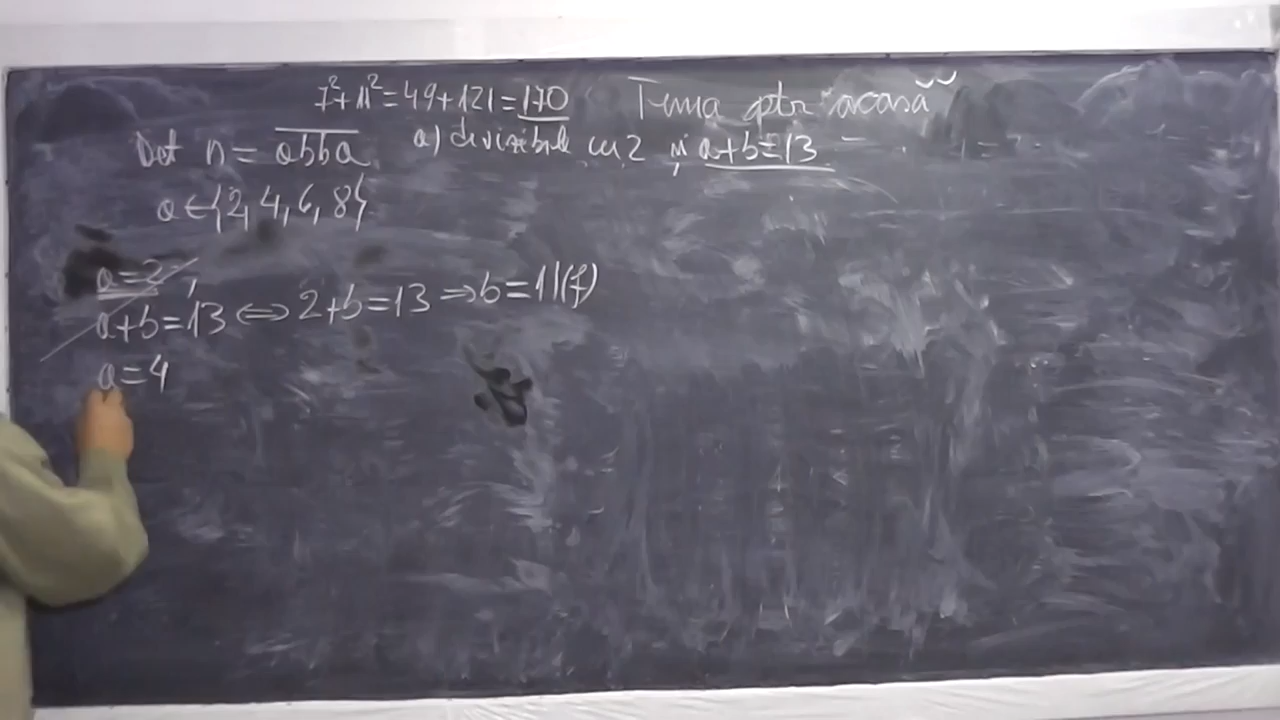 7²+11²=49+121=170 Tema ptr acasă
Det n = abba a) divizibil cu 2 și a+b=13
a∈{2,4,6,8}
a=2,
a+b=13⇔2+b=13⇒b=11(f)
a=4